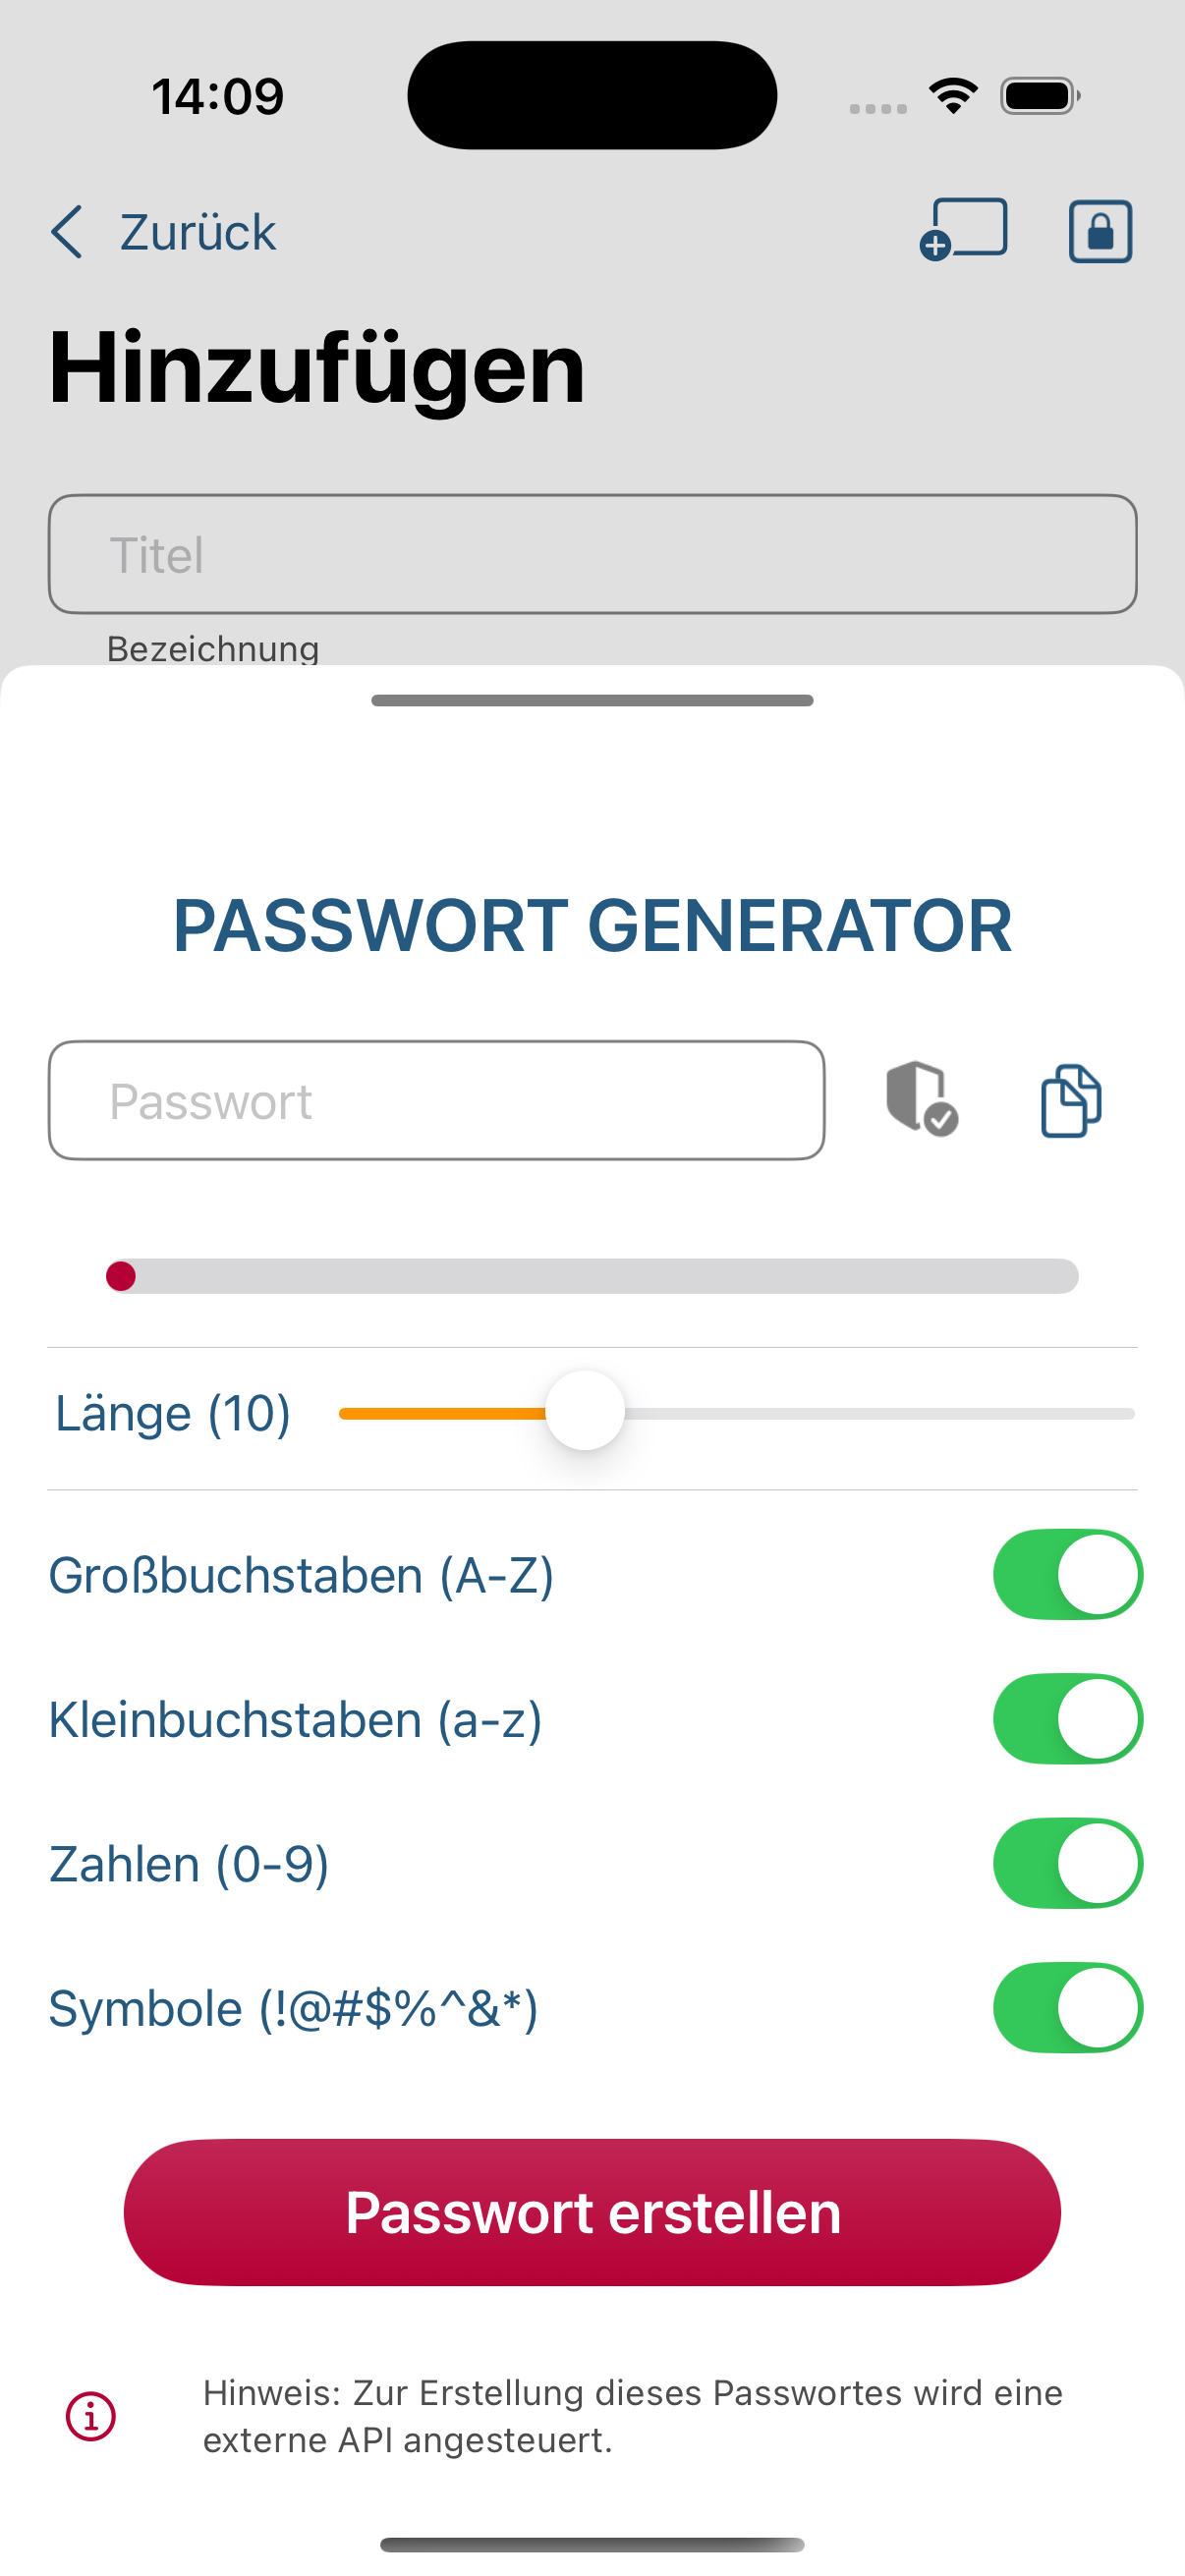 14:09
Zurück
Hinzufügen
Titel
Bezeichnung
PASSWORT GENERATOR
Passwort
Länge (10)
Großbuchstaben (A-Z)
Kleinbuchstaben (a-z)
Zahlen (0-9)
Symbole (!@#$%^&*)
Passwort erstellen
Hinweis: Zur Erstellung dieses Passwortes wird eine
externe API angesteuert.